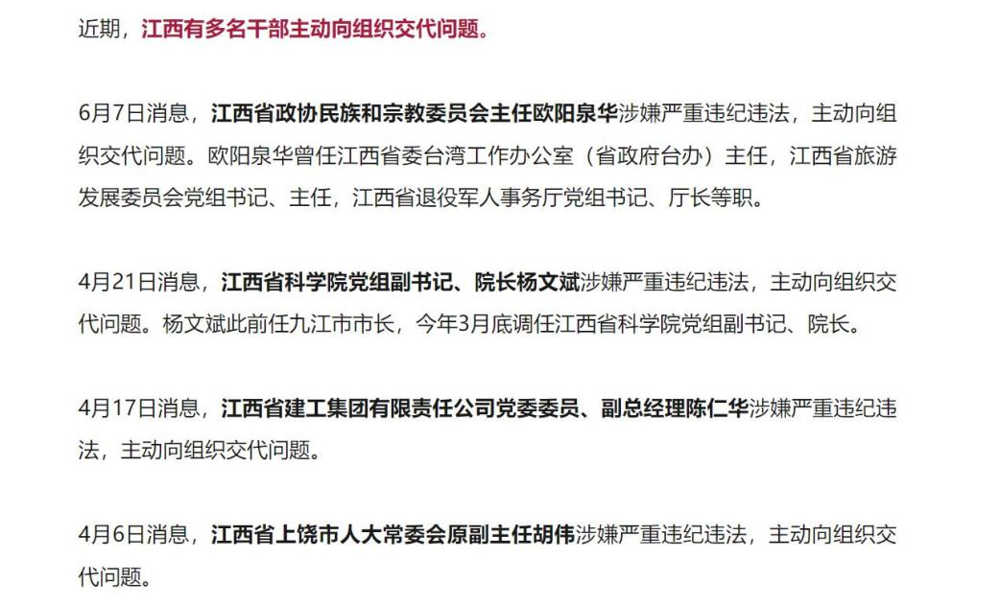 近期，江西有多名干部主动向组织交代问题。
6月7日消息，江西省政协民族和宗教委员会主任欧阳泉华涉嫌严重违纪违法，主动向组
织交代问题。欧阳泉华曾任江西省委台湾工作办公室（省政府台办）主任，江西省旅游
发展委员会党组书记、主任，江西省退役军人事务厅党组书记、厅长等职。
4月21日消息，江西省科学院党组副书记、院长杨文斌涉嫌严重违纪违法，主动向组织交
代问题。杨文斌此前任九江市市长，今年3月底调任江西省科学院党组副书记、院长。
4月17日消息，江西省建工集团有限责任公司党委委员、副总经理陈仁华涉嫌严重违纪违
法，主动向组织交代问题。
4月6日消息，江西省上饶市人大常委会原副主任胡伟涉嫌严重违纪违法，主动向组织交
代问题。